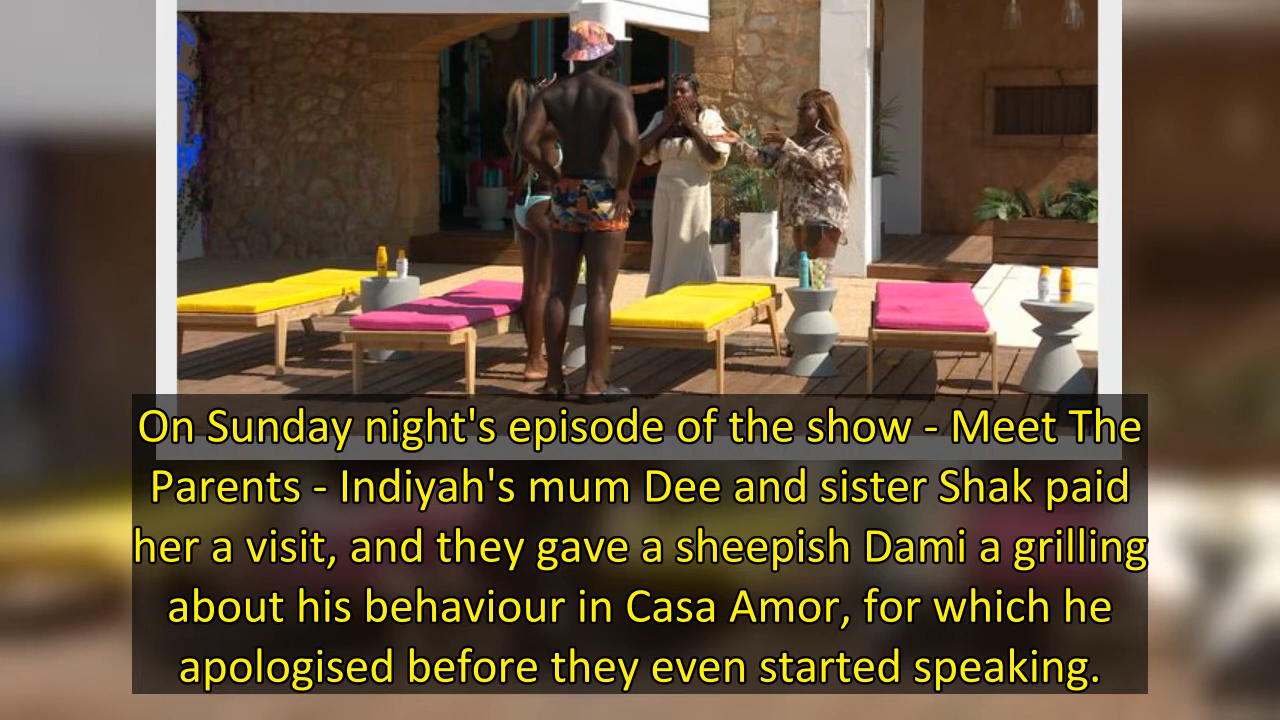 On Sunday night's episode of the show - Meet The
Parents - Indiyah's mum Dee and sister Shak paid
her a visit, and they gave a sheepish Dami a grilling
about his behaviour in Casa Amor, for which he
apologised before they even started speaking.